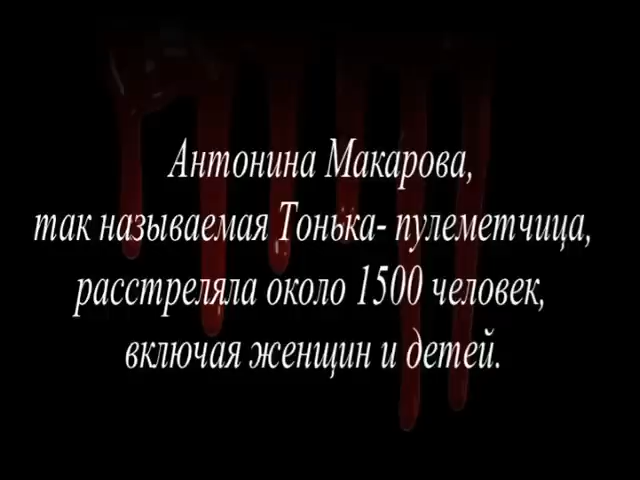 Антонина Макарова,
так называемая Тонька- пулеметчица,
расстреляла около 1500 человек,
включая женщин и детей.